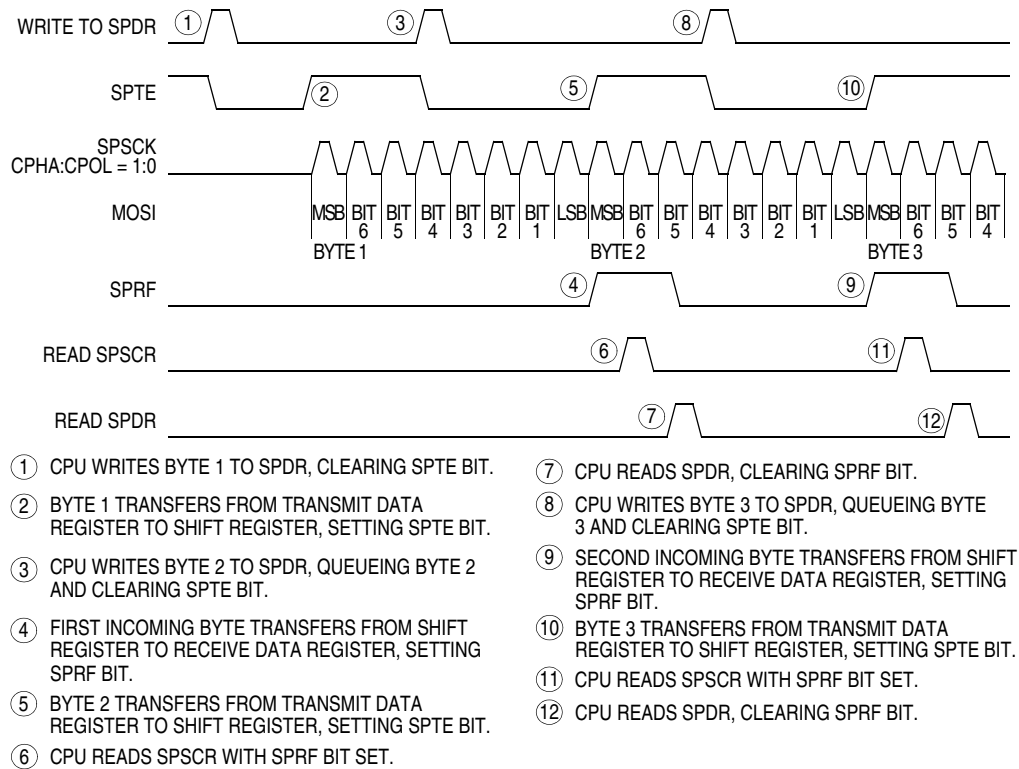 WRITE TO SPDR
1
3
8
SPTE
2
5
10
SPSCK
CPHA:CPOL = 1:0
MOSI
MSB BIT 6 BIT 5 BIT 4 BIT 3 BIT 2 BIT 1 LSB MSB BIT 6 BIT 5 BIT 4 BIT 3 BIT 2 BIT 1 LSB MSB BIT 6 BIT 5 BIT 4
BYTE 1 BYTE 2 BYTE 3
SPRF
4
9
READ SPSCR
6
11
READ SPDR
7
12
1 CPU WRITES BYTE 1 TO SPDR, CLEARING SPTE BIT.
2 BYTE 1 TRANSFERS FROM TRANSMIT DATA
REGISTER TO SHIFT REGISTER, SETTING SPTE BIT.
3 CPU WRITES BYTE 2 TO SPDR, QUEUEING BYTE 2
AND CLEARING SPTE BIT.
4 FIRST INCOMING BYTE TRANSFERS FROM SHIFT
REGISTER TO RECEIVE DATA REGISTER, SETTING
SPRF BIT.
5 BYTE 2 TRANSFERS FROM TRANSMIT DATA
REGISTER TO SHIFT REGISTER, SETTING SPTE BIT.
6 CPU READS SPSCR WITH SPRF BIT SET.
7 CPU READS SPDR, CLEARING SPRF BIT.
8 CPU WRITES BYTE 3 TO SPDR, QUEUEING BYTE
3 AND CLEARING SPTE BIT.
9 SECOND INCOMING BYTE TRANSFERS FROM SHIFT
REGISTER TO RECEIVE DATA REGISTER, SETTING
SPRF BIT.
10 BYTE 3 TRANSFERS FROM TRANSMIT DATA
REGISTER TO SHIFT REGISTER, SETTING SPTE BIT.
11 CPU READS SPSCR WITH SPRF BIT SET.
12 CPU READS SPDR, CLEARING SPRF BIT.